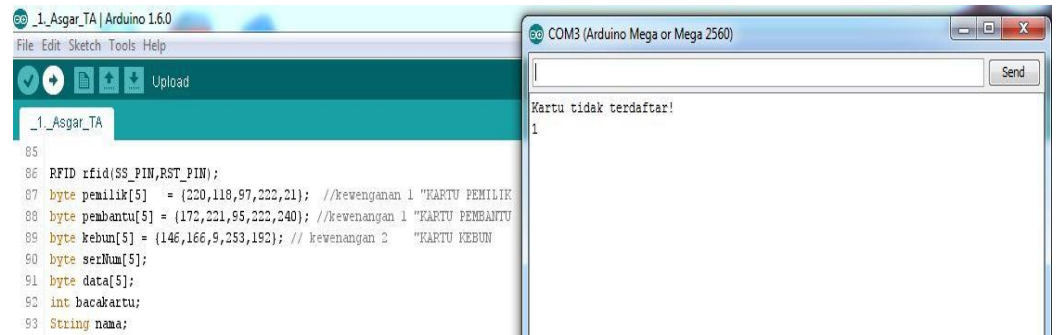 _1._Asgar_TA | Arduino 1.6.0
File Edit Sketch Tools Help
Upload
_1._Asgar_TA
85
86 RFID rfid(SS_PIN,RST_PIN);
87 byte pemilik[5] = {220,118,97,222,21}; //kewenganan 1 "KARTU PEMILIK
88 byte pembantu[5] = {172,221,95,222,240}; //kewenangan 1 "KARTU PEMBANTU
89 byte kebun[5] = {146,166,9,253,192}; // kewenangan 2 "KARTU KEBUN
90 byte serNum[5];
91 byte data[5];
92 int bacakartu;
93 String nama;
COM3 (Arduino Mega or Mega 2560)
Send
Kartu tidak terdaftar!
1